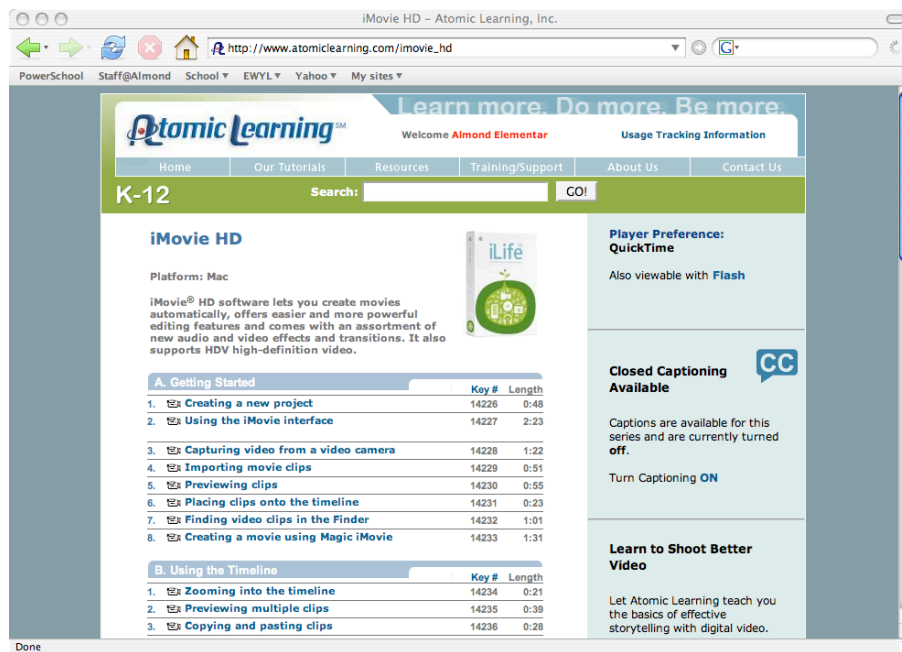 iMovie HD – Atomic Learning, Inc.
http://www.atomiclearning.com/imovie_hd
G
PowerSchool Staff@Almond School EWYL Yahoo My sites
Learn more. Do more. Be more.
Atomic Learning SM
Welcome Almond Elementar
Usage Tracking Information
Home Our Tutorials Resources Training/Support About Us Contact Us
K-12 Search: GO!
iMovie HD
Platform: Mac
iMovie® HD software lets you create movies
automatically, offers easier and more powerful
editing features and comes with an assortment of
new audio and video effects and transitions. It also
supports HDV high-definition video.
iLife
A. Getting Started Key # Length
1. Creating a new project 14226 0:48
2. Using the iMovie interface 14227 2:23
3. Capturing video from a video camera 14228 1:22
4. Importing movie clips 14229 0:51
5. Previewing clips 14230 0:55
6. Placing clips onto the timeline 14231 0:23
7. Finding video clips in the Finder 14232 1:01
8. Creating a movie using Magic iMovie 14233 1:31
B. Using the Timeline Key # Length
1. Zooming into the timeline 14234 0:21
2. Previewing multiple clips 14235 0:39
3. Copying and pasting clips 14236 0:28
Player Preference:
QuickTime
Also viewable with Flash
CC
Closed Captioning
Available
Captions are available for this
series and are currently turned
off.
Turn Captioning ON
Learn to Shoot Better
Video
Let Atomic Learning teach you
the basics of effective
storytelling with digital video.
Done